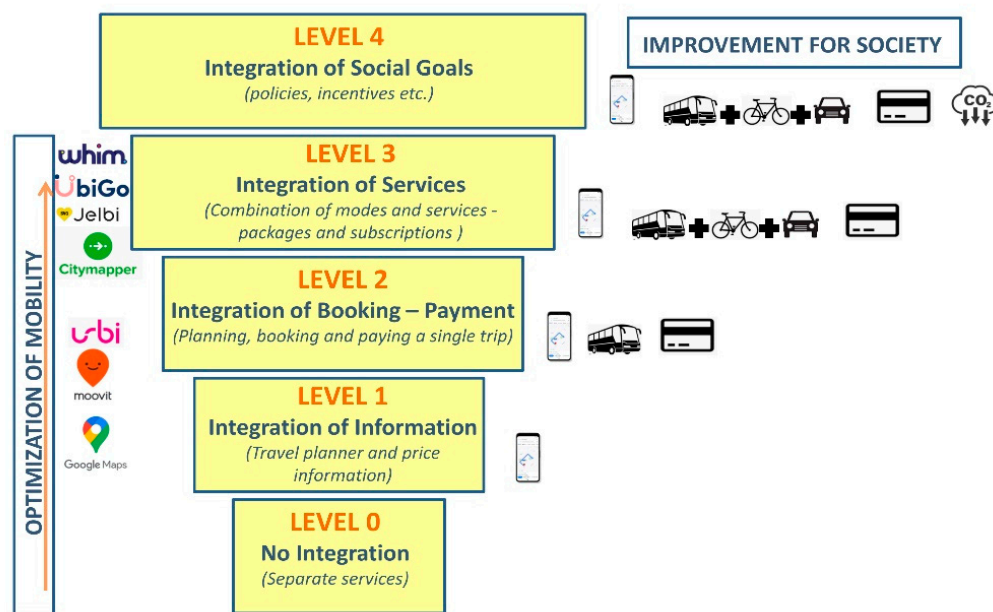 LEVEL 4
Integration of Social Goals
(policies, incentives etc.)
IMPROVEMENT FOR SOCIETY
CO₂
OPTIMIZATION OF MOBILITY
whim
UbiGo
Jelbi
Citymapper
LEVEL 3
Integration of Services
(Combination of modes and services -
packages and subscriptions )
LEVEL 2
Integration of Booking – Payment
(Planning, booking and paying a single trip)
urbi
moovit
LEVEL 1
Integration of Information
(Travel planner and price
information)
Google Maps
LEVEL 0
No Integration
(Separate services)